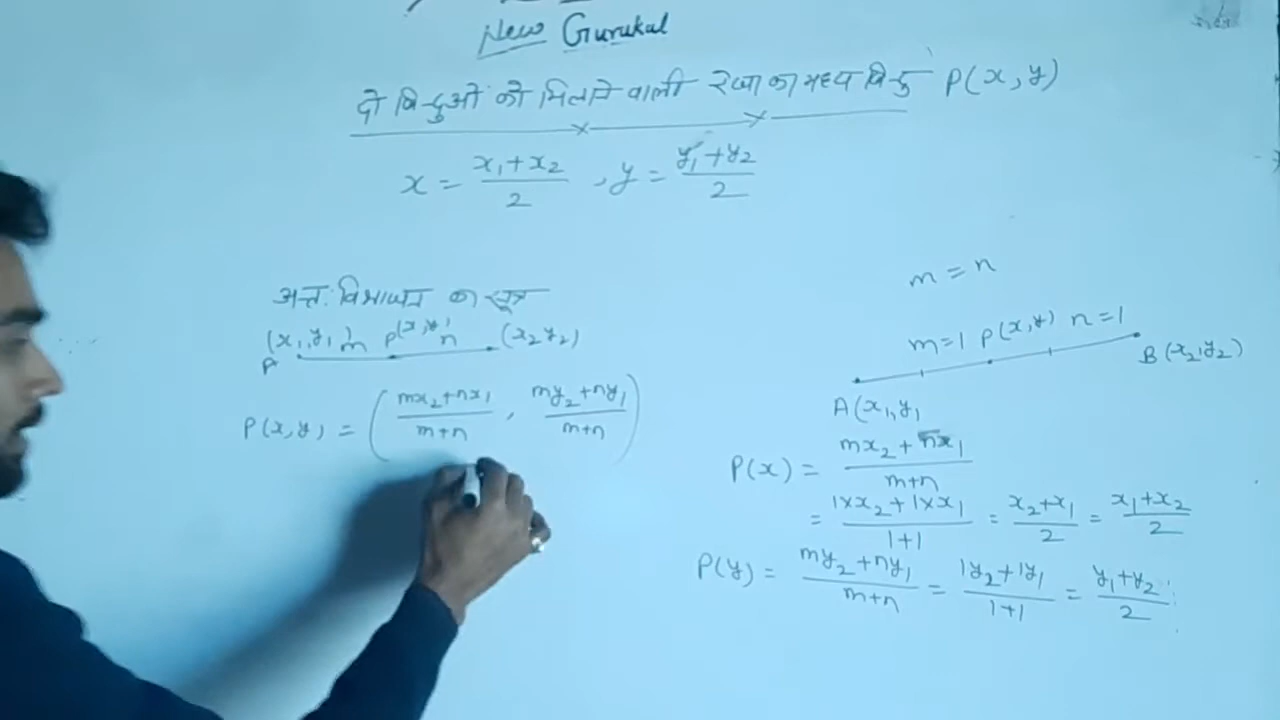 New Gurukul
दो बिन्दुओं को मिलाने वाली रेखा का मध्य बिन्दु P(x, y)
x = (x₁+x₂)/2 , y = (y₁+y₂)/2
अन्तः विभाजन का सूत्र
(x₁,y₁) m P(x,y) n (x₂y₂)
P(x,y) = ((mx₂+nx₁)/(m+n) , (my₂+ny₁)/(m+n))
m = n
m=1 P(x,y) n=1
B(x₂,y₂)
A(x₁,y₁
P(x) = (mx₂+nx₁)/(m+n)
= (1×x₂+1×x₁)/(1+1) = (x₂+x₁)/2 = (x₁+x₂)/2
P(y) = (my₂+ny₁)/(m+n) = (1y₂+1y₁)/(1+1) = (y₁+y₂)/2